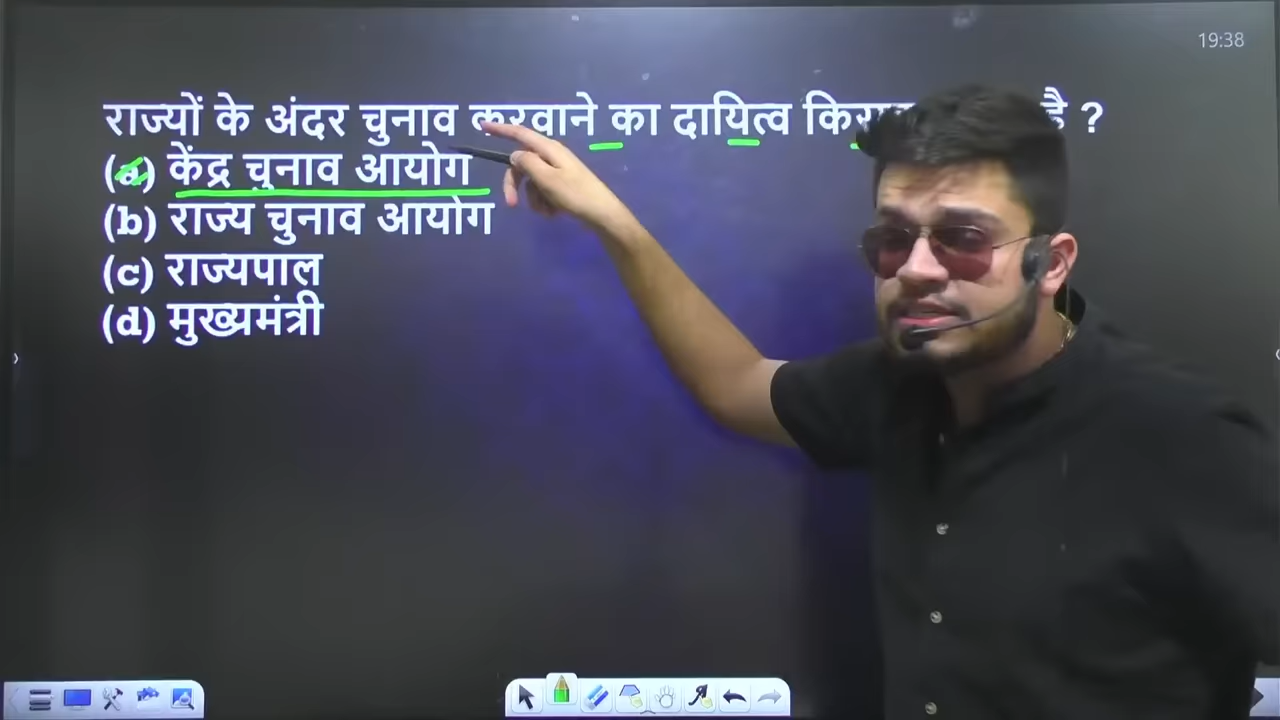 19:38
राज्यों के अंदर चुनाव करवाने का दायित्व है ?
(a) केंद्र चुनाव आयोग
(b) राज्य चुनाव आयोग
(c) राज्यपाल
(d) मुख्यमंत्री